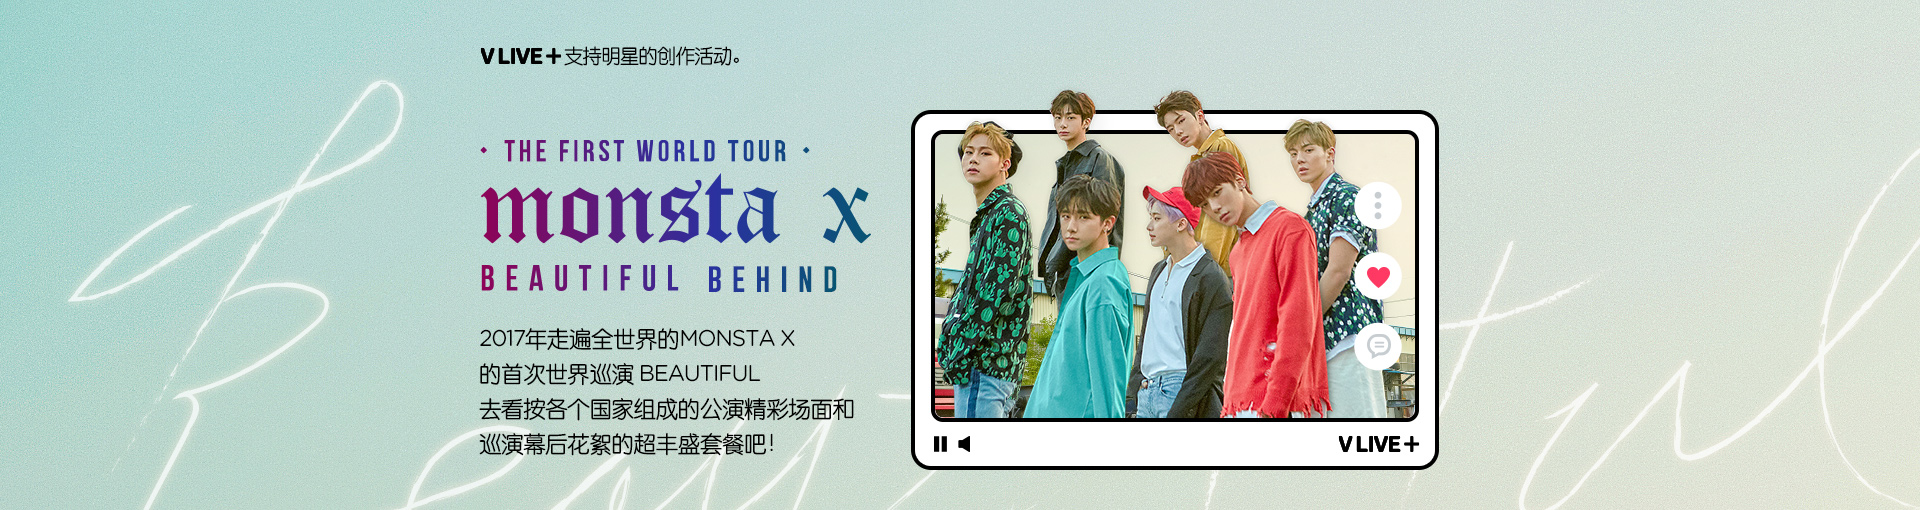 V LIVE+支持明星的创作活动。
· THE FIRST WORLD TOUR ·
monsta x
BEAUTIFUL BEHIND
2017年走遍全世界的MONSTA X
的首次世界巡演 BEAUTIFUL
去看按各个国家组成的公演精彩场面和
巡演幕后花絮的超丰盛套餐吧!
V LIVE+
Beautiful